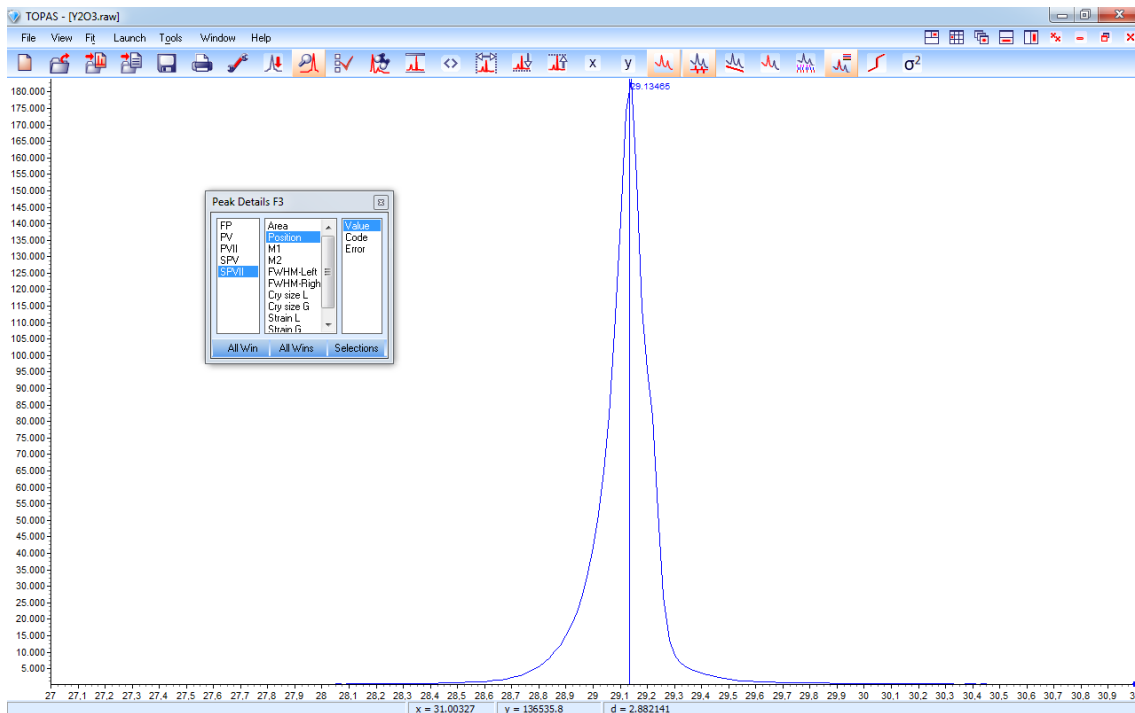 TOPAS - [Y2O3.raw]
File View Fit Launch Tools Window Help
x y σ²
29.13465
180.000
175.000
170.000
165.000
160.000
155.000
150.000
145.000
140.000
135.000
130.000
125.000
120.000
115.000
110.000
105.000
100.000
95.000
90.000
85.000
80.000
75.000
70.000
65.000
60.000
55.000
50.000
45.000
40.000
35.000
30.000
25.000
20.000
15.000
10.000
5.000
Peak Details F3
FP
PV
PVII
SPV
SPVII
Area
Position
M1
M2
FWHM-Left
FWHM-Righ
Cry size L
Cry size G
Strain L
Strain G
Value
Code
Error
All Win All Wins Selections
27 27.1 27.2 27.3 27.4 27.5 27.6 27.7 27.8 27.9 28 28.1 28.2 28.3 28.4 28.5 28.6 28.7 28.8 28.9 29 29.1 29.2 29.3 29.4 29.5 29.6 29.7 29.8 29.9 30 30.1 30.2 30.3 30.4 30.5 30.6 30.7 30.8 30.9 3
x = 31.00327 y = 136535.8 d = 2.882141